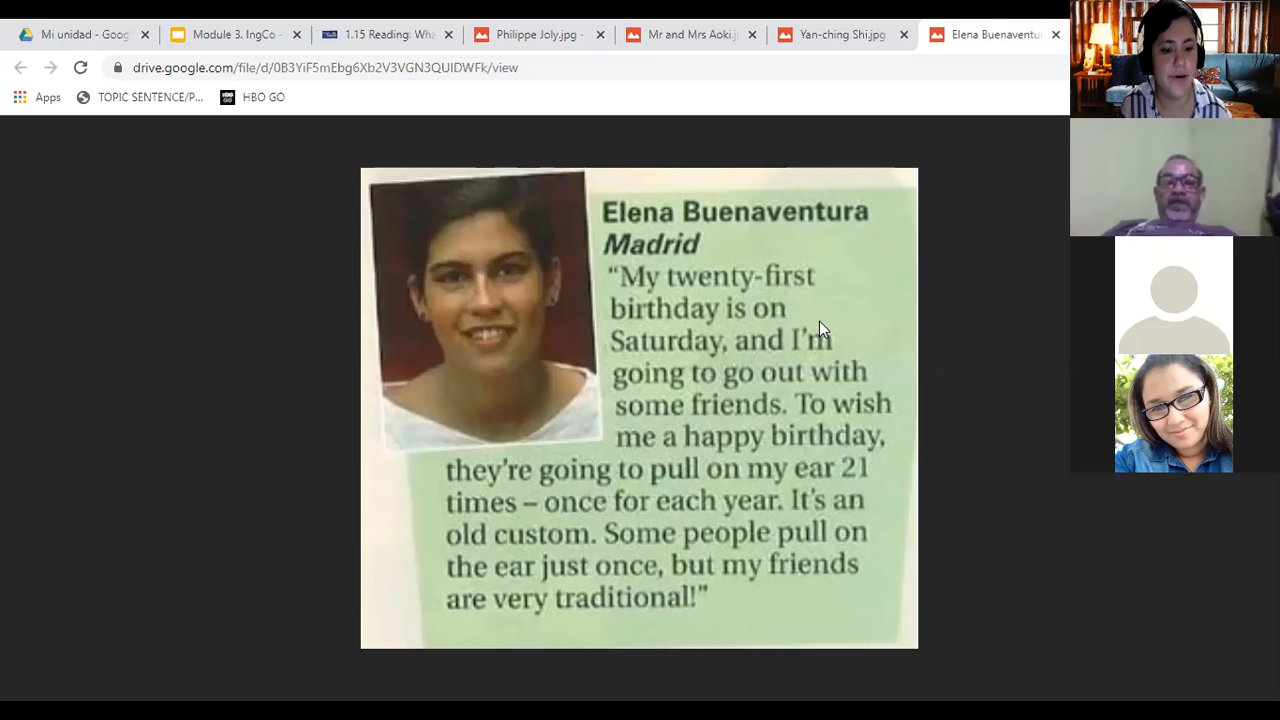 Mi unidad - Goog
Module 3. IngCo
1.15 Reading: Wha
Philippe Joly.jpg -
Mr and Mrs Aoki.j
Yan-ching Shi.jpg
Elena Buenaventu
drive.google.com/file/d/0B3YiF5mEbg6Xb2V3VGN3QUlDWFk/view
Apps
TOPIC SENTENCE/P...
HBO GO
Elena Buenaventura
Madrid
“My twenty-first
birthday is on
Saturday, and I’m
going to go out with
some friends. To wish
me a happy birthday,
they’re going to pull on my ear 21
times – once for each year. It’s an
old custom. Some people pull on
the ear just once, but my friends
are very traditional!”